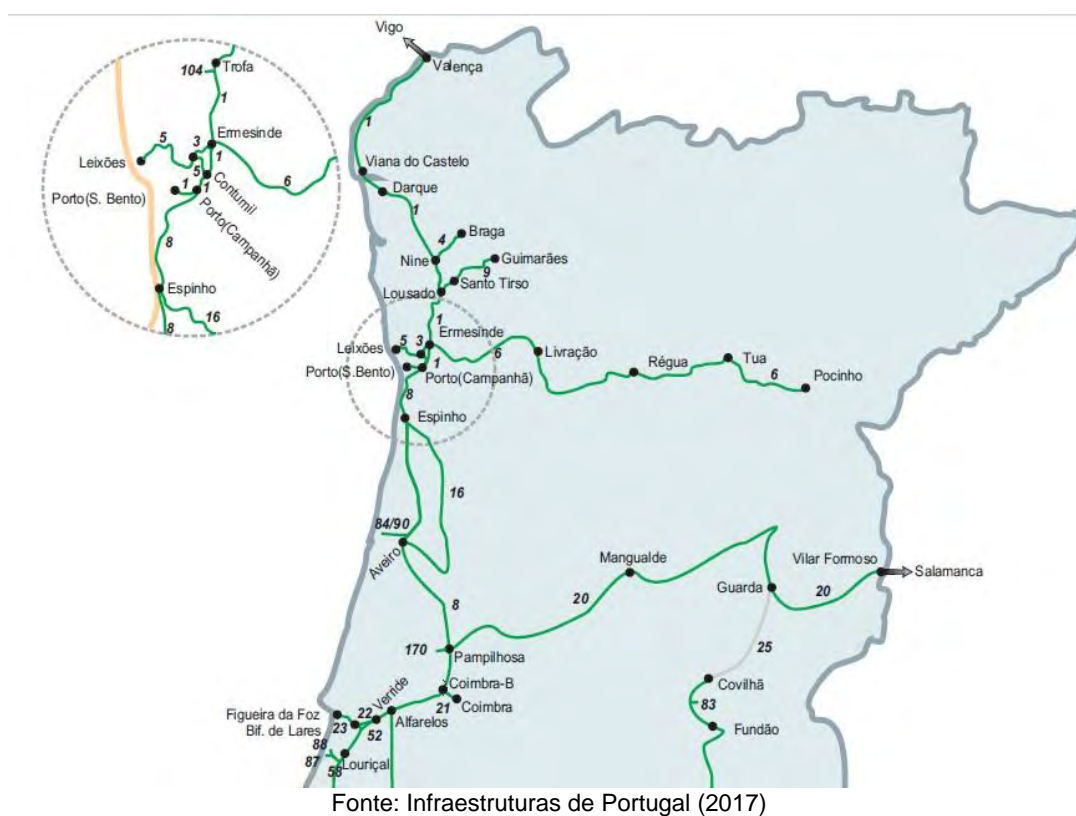 Vigo
Valença
1
Viana do Castelo
Darque
1
4
Braga
Nine
Guimarães
9
Santo Tirso
Lousado
1
Ermesinde
5
3
6
Leixões
Livração
Porto(S.Bento)
1
Porto(Campanhã)
Régua
Tua
6
Pocinho
8
Espinho
16
84/90
Aveiro
Mangualde
Vilar Formoso
Salamanca
20
Guarda
20
8
25
170
Pampilhosa
Coimbra-B
21
Coimbra
Covilhã
83
Fundão
Verride
Alfarelos
Figueira da Foz
22
Bif. de Lares
23
52
88
87
Louriçal
58
104
Trofa
1
Ermesinde
5
3
1
Leixões
5
Contumil
6
Porto(S. Bento)
1
1
Porto(Campanhã)
8
Espinho
16
8
Fonte: Infraestruturas de Portugal (2017)